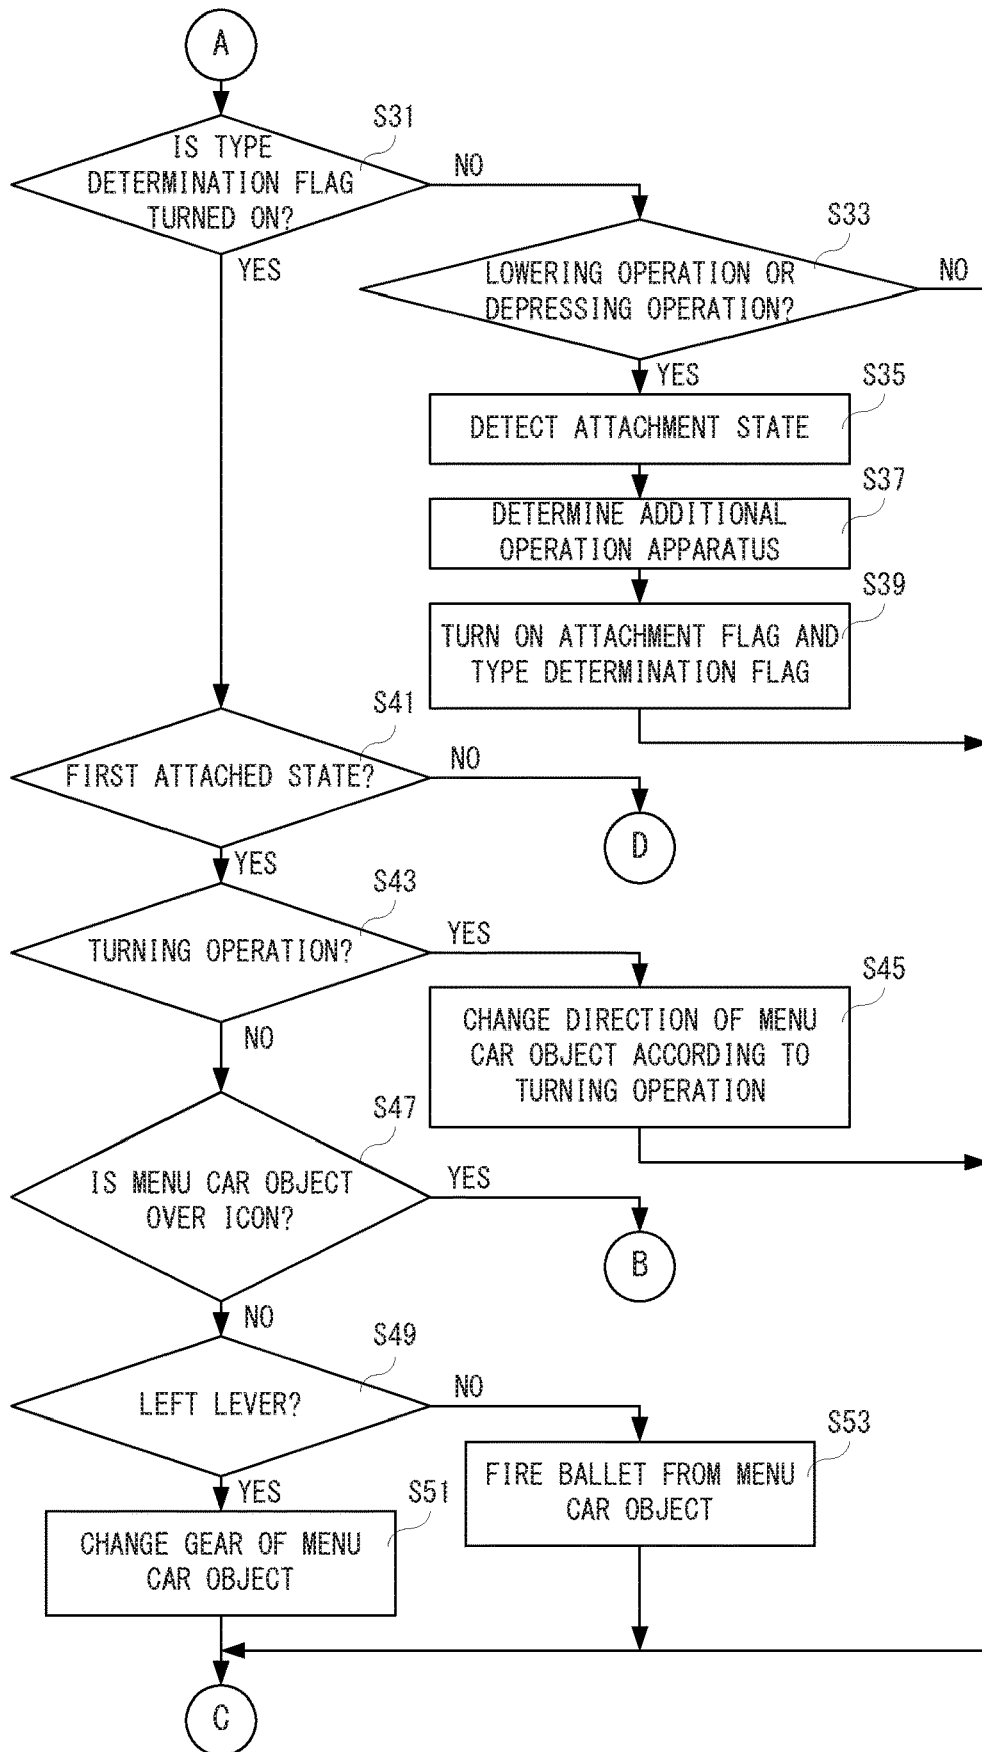 A
S31
IS TYPE
DETERMINATION FLAG
TURNED ON?
NO
YES
S33
LOWERING OPERATION OR
DEPRESSING OPERATION?
NO
YES
S35
DETECT ATTACHMENT STATE
S37
DETERMINE ADDITIONAL
OPERATION APPARATUS
S39
TURN ON ATTACHMENT FLAG AND
TYPE DETERMINATION FLAG
S41
FIRST ATTACHED STATE?
NO
D
YES
S43
TURNING OPERATION?
YES
S45
CHANGE DIRECTION OF MENU
CAR OBJECT ACCORDING TO
TURNING OPERATION
NO
S47
IS MENU CAR OBJECT
OVER ICON?
YES
B
NO
S49
LEFT LEVER?
NO
S53
FIRE BALLET FROM MENU
CAR OBJECT
YES
S51
CHANGE GEAR OF MENU
CAR OBJECT
C